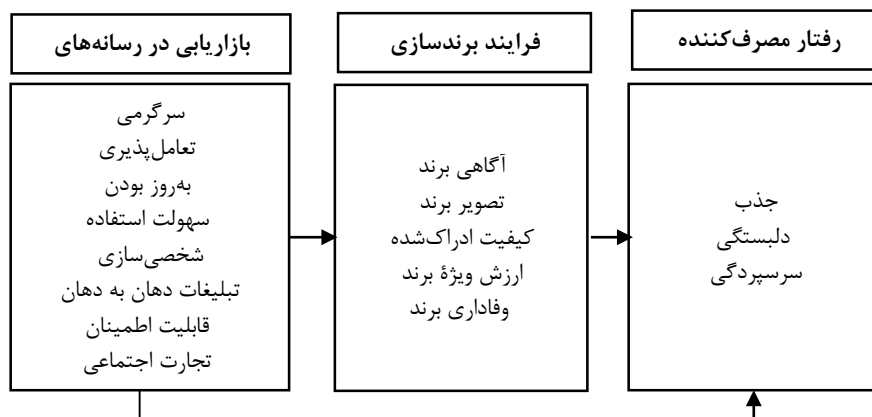 رفتار مصرف‌کننده
جذب
دلبستگی
سرسپردگی
فرایند برندسازی
آگاهی برند
تصویر برند
کیفیت ادراک‌شده
ارزش ویژۀ برند
وفاداری برند
بازاریابی در رسانه‌های
سرگرمی
تعامل‌پذیری
به‌روز بودن
سهولت استفاده
شخصی‌سازی
تبلیغات دهان به دهان
قابلیت اطمینان
تجارت اجتماعی